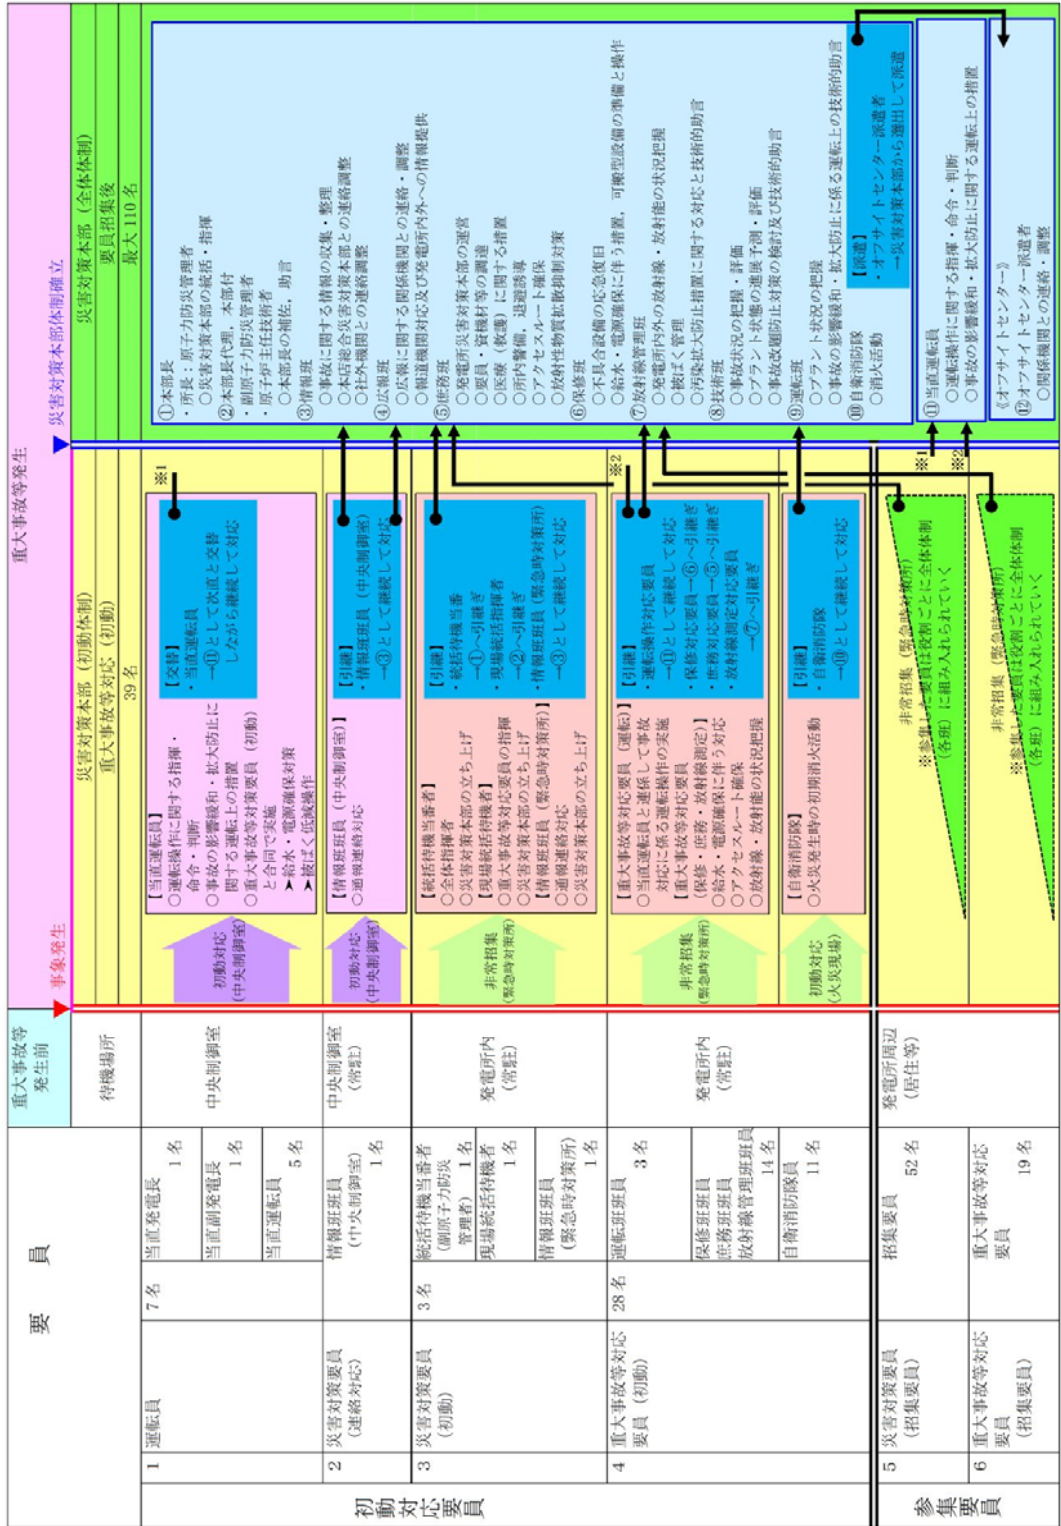 要　　員
重大事故等
発生前
重大事故等発生
事象発生
災害対策本部体制確立
待機場所
災害対策本部（初動体制）
重大事故等対応（初動）
39名
災害対策本部（全体体制）
要員招集後
最大110名
初動対応要員
1
運転員
7名
当直発電長
1名
当直副発電長
1名
当直運転員
5名
中央制御室
初動対応
(中央制御室)
【当直運転員】
○運転操作に関する指揮・
命令・判断
○事故の影響緩和・拡大防止に
関する運転上の措置
○重大事故等対策要員（初動）
と合同で実施
➤給水・電源確保対策
➤被ばく低減操作
【交替】
・当直運転員
→⑪として次直と交替
しながら継続して対応
※1
2
災害対策要員
（連絡対応）
情報班班員
（中央制御室）
1名
中央制御室
（常駐）
初動対応
(中央制御室)
【情報班班員（中央制御室）】
○通報連絡対応
【引継】
・情報班班員（中央制御室）
→③として継続して対応
3
災害対策要員
（初動）
3名
統括待機当番者
（副原子力防災
管理者）
1名
現場統括待機者
1名
情報班班員
（緊急時対策所）
1名
発電所内
（常駐）
非常招集
(緊急時対策所)
【統括待機当番者】
○全体指揮者
○災害対策本部の立ち上げ
【現場統括待機者】
○重大事故等対応要員の指揮
○災害対策本部の立ち上げ
【情報班班員（緊急時対策所）】
○通報連絡対応
○災害対策本部の立ち上げ
【引継】
・統括待機当番
→①へ引継ぎ
・現場統括指揮者
→②へ引継ぎ
・情報班班員（緊急時対策所）
→③として継続して対応
4
重大事故等対応
要員（初動）
28名
運転班班員
3名
保修班班員
庶務班班員
放射線管理班班員
14名
自衛消防隊員
11名
発電所内
（常駐）
非常招集
(緊急時対策所)
【重大事故等対応要員（運転）】
○当直運転員と連係して事故
対応に係る運転操作の実施
【重大事故等対応要員
（保修・庶務・放射線測定）】
○給水・電源確保に伴う対応
○アクセスルート確保
○放射線・放射能の状況把握
【引継】
・運転操作対応要員
→⑪として継続して対応
・保修対応要員→⑥へ引継ぎ
・庶務対応要員→⑤へ引継ぎ
・放射線測定対応要員
→⑦へ引継ぎ
※2
初動対応
(火災現場)
【自衛消防隊】
○火災発生時の初期消火活動
【引継】
・自衛消防隊
→⑩として継続して対応
参集要員
5
災害対策要員
（招集要員）
招集要員
52名
発電所周辺
（居住等）
非常招集（緊急時対策所）
※参集した要員は役割ごとに全体体制
（各班）に組み入れられていく
6
重大事故等対応
要員
（招集要員）
重大事故等対応
要員
19名
非常招集（緊急時対策所）
※参集した要員は役割ごとに全体体制
（各班）に組み入れられていく
①本部長
・所長：原子力防災管理者
○災害対策本部の統括・指揮
②本部長代理，本部付
・副原子力防災管理者
・原子炉主任技術者
○本部長の補佐，助言
③情報班
○事故に関する情報の収集・整理
○本店総合災害対策本部との連絡調整
○社外機関との連絡調整
④広報班
○広報に関する関係機関との連絡・調整
○報道機関対応及び発電所内外への情報提供
⑤庶務班
○発電所災害対策本部の運営
○要員・資機材等の調達
○医療（救護）に関する措置
○所内警備，退避誘導
○アクセスルート確保
○放射性物質拡散抑制対策
⑥保修班
○不具合設備の応急復旧
○給水・電源確保に伴う措置，可搬型設備の準備と操作
⑦放射線管理班
○発電所内外の放射線・放射能の状況把握
○被ばく管理
○汚染拡大防止措置に関する対応と技術的助言
⑧技術班
○事故状況の把握・評価
○プラント状態の進展予測・評価
○事故改題防止対策の検討及び技術的助言
⑨運転班
○プラント状況の把握
○事故の影響緩和・拡大防止に係る運転上の技術的助言
⑩自衛消防隊
○消火活動
【派遣】
・オフサイトセンター派遣者
→災害対策本部から選出して派遣
※1
※2
⑪当直運転員
○運転操作に関する指揮・命令・判断
○事故の影響緩和・拡大防止に関する運転上の措置
《オフサイトセンター》
⑫オフサイトセンター派遣者
○関係機関との連絡・調整